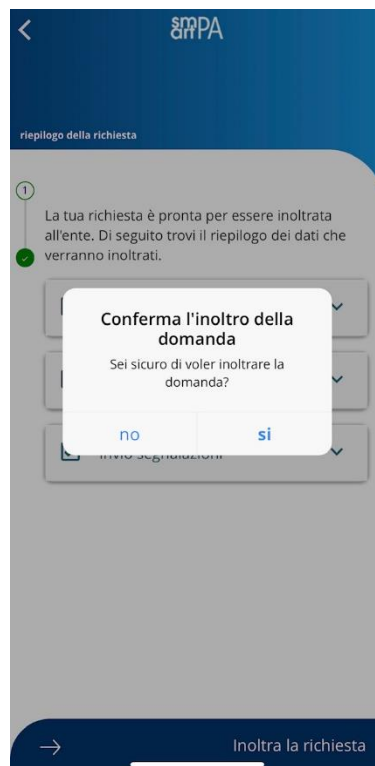 smartPA
riepilogo della richiesta
1
La tua richiesta è pronta per essere inoltrata
all'ente. Di seguito trovi il riepilogo dei dati che
verranno inoltrati.
Conferma l'inoltro della
domanda
Sei sicuro di voler inoltrare la
domanda?
no
si
Invio segnalazioni
Inoltra la richiesta